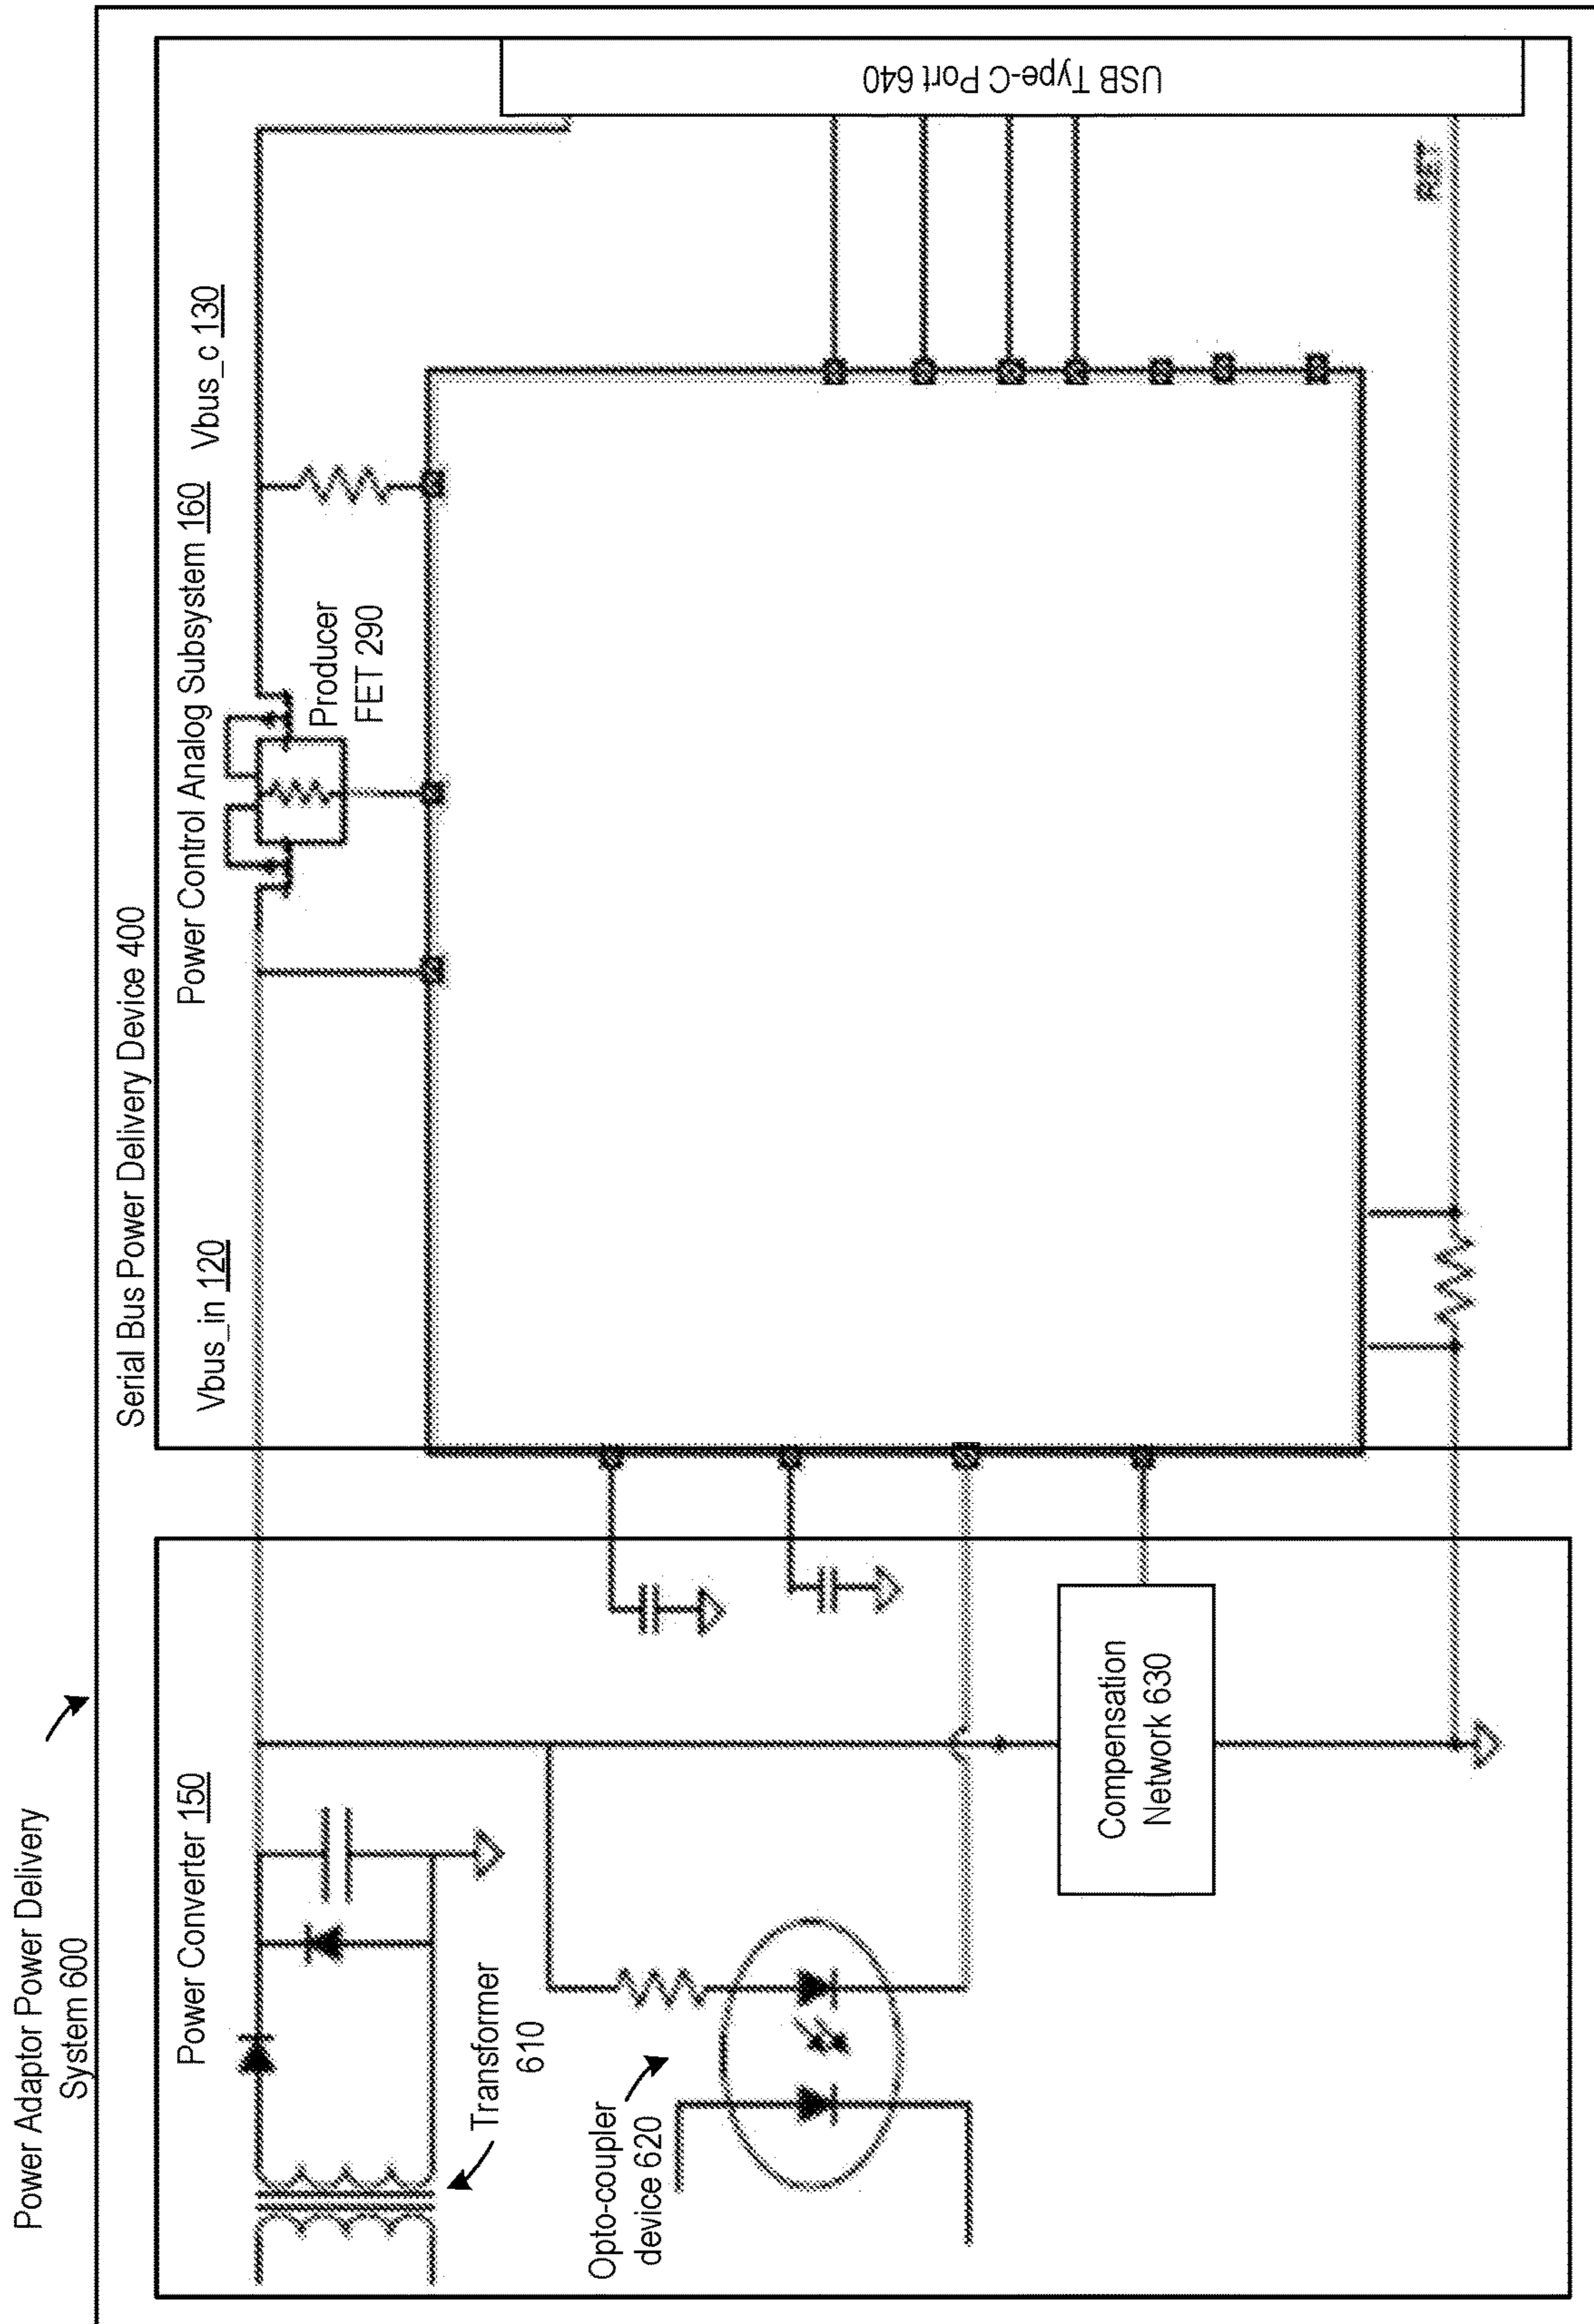 Power Adaptor Power Delivery
System 600
Serial Bus Power Delivery Device 400
Power Converter 150
Vbus_in 120
Power Control Analog Subsystem 160
Vbus_c 130
Producer
FET 290
Transformer
610
Opto-coupler
device 620
Compensation
Network 630
USB Type-C Port 640
RET